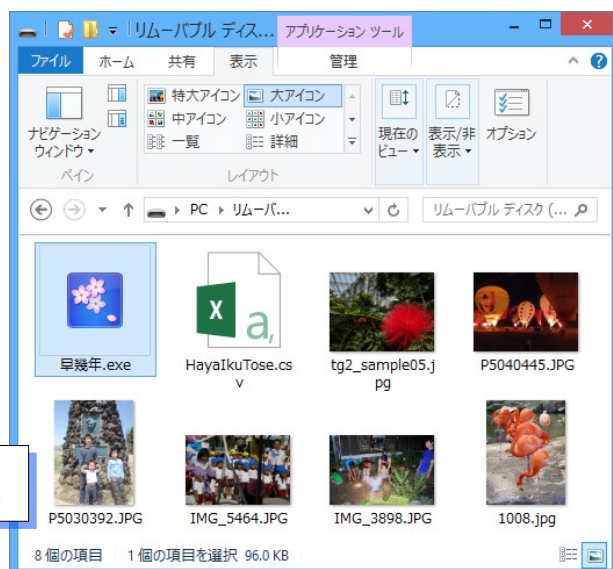 リムーバブル ディス... アプリケーション ツール
ファイル ホーム 共有 表示 管理
ナビゲーション
ウィンドウ
特大アイコン 大アイコン
中アイコン 小アイコン
一覧 詳細
現在の
ビュー
表示/非
表示
オプション
ペイン レイアウト
PC リムーバ... リムーバブル ディスク (...
早幾年.exe
HayaIkuTose.cs
v
tg2_sample05.j
pg
P5040445.JPG
P5030392.JPG
IMG_5464.JPG
IMG_3898.JPG
1008.jpg
8 個の項目 1 個の項目を選択 96.0 KB